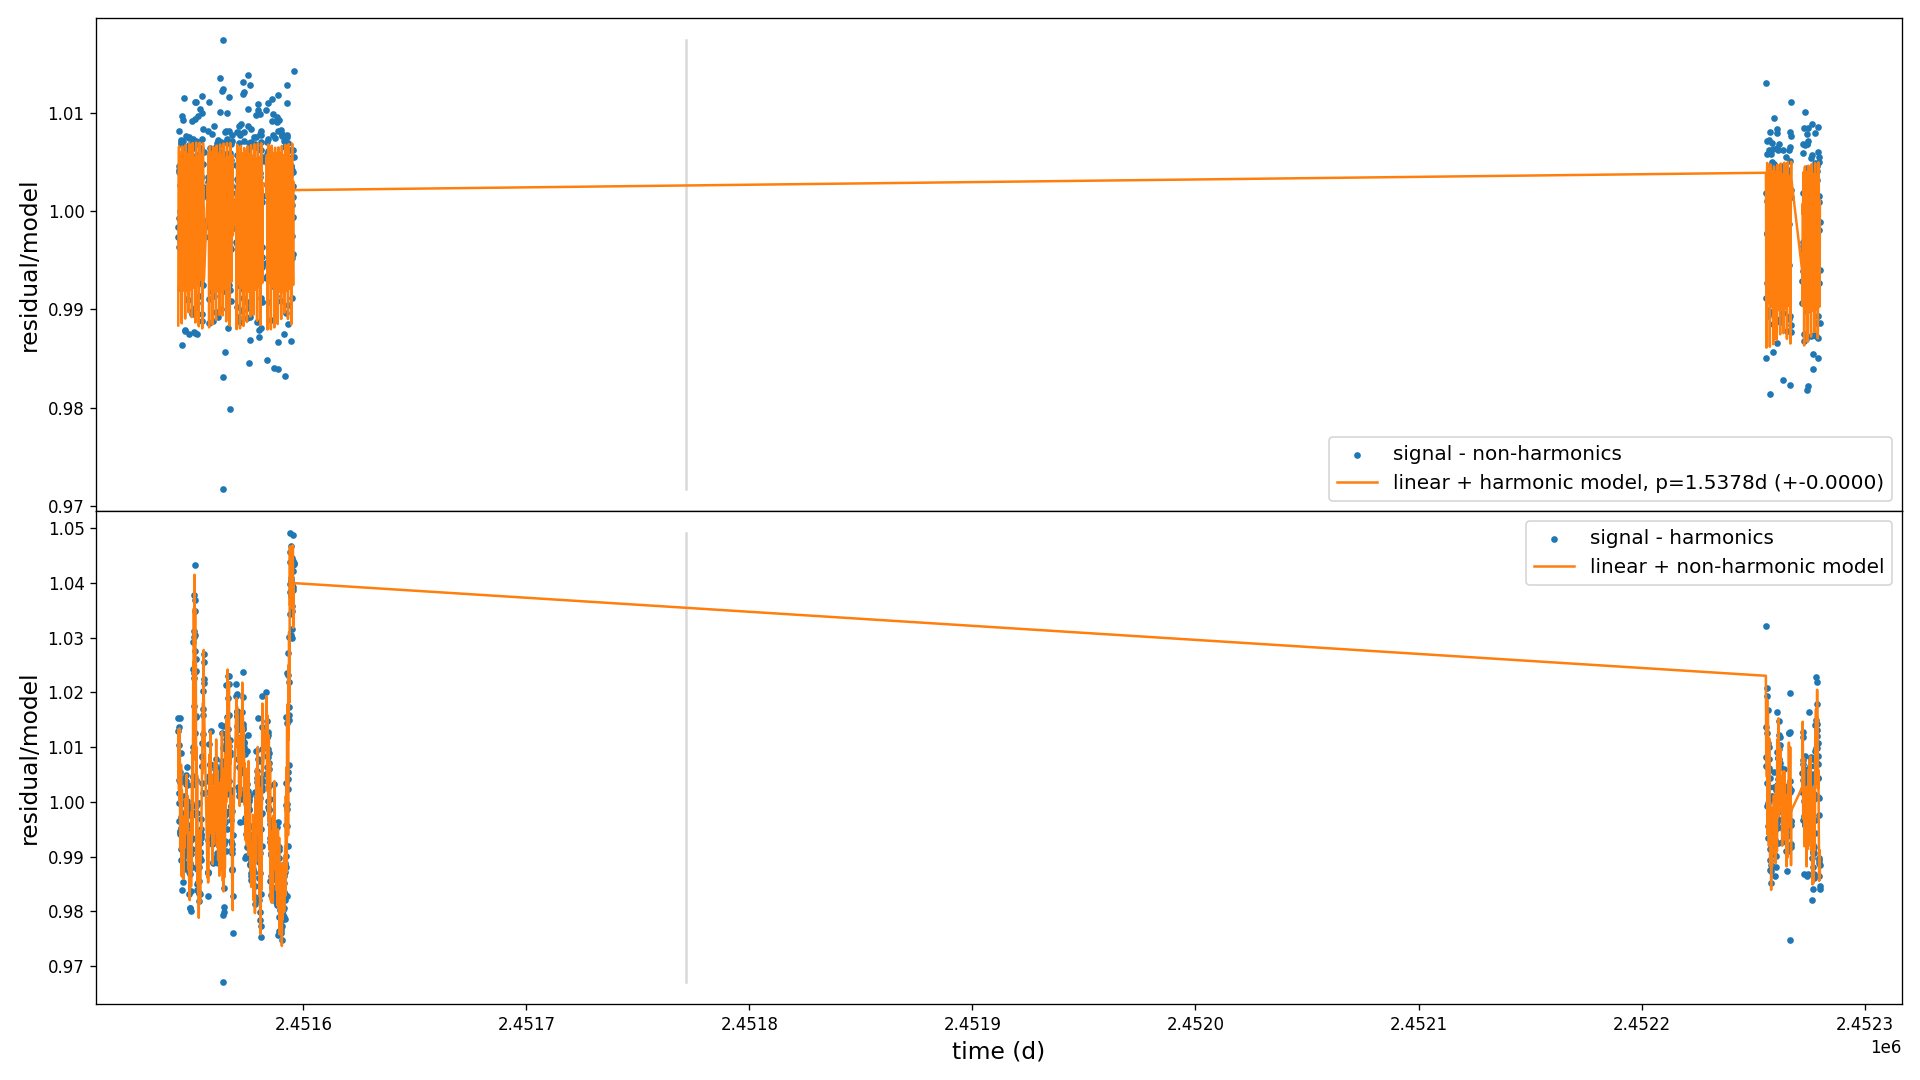 residual/model
1.01
1.00
0.99
0.98
0.97
signal - non-harmonics
linear + harmonic model, p=1.5378d (+-0.0000)
residual/model
1.05
1.04
1.03
1.02
1.01
1.00
0.99
0.98
0.97
signal - harmonics
linear + non-harmonic model
2.4516 2.4517 2.4518 2.4519 2.4520 2.4521 2.4522 2.4523
1e6
time (d)